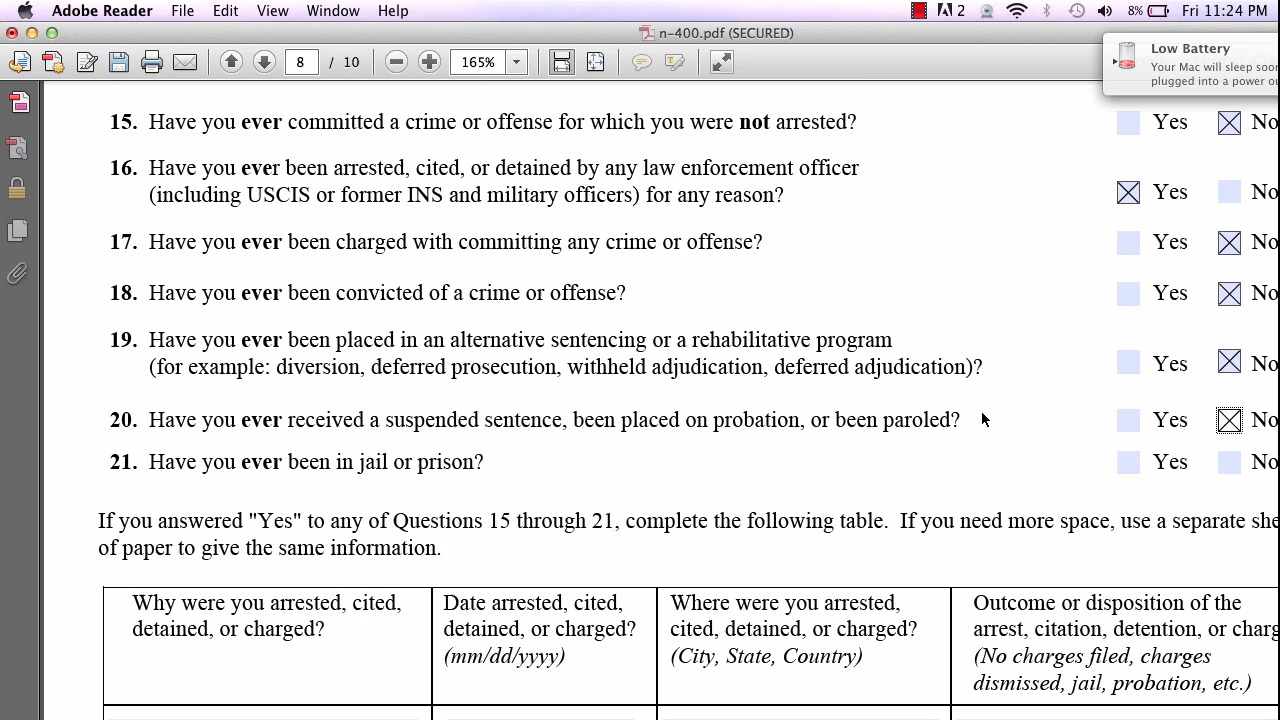 Adobe Reader File Edit View Window Help 2 8% Fri 11:24 PM
n-400.pdf (SECURED)
8 / 10 165%
Low Battery
Your Mac will sleep soon
plugged into a power ou
15. Have you ever committed a crime or offense for which you were not arrested? Yes No
16. Have you ever been arrested, cited, or detained by any law enforcement officer
(including USCIS or former INS and military officers) for any reason? Yes No
17. Have you ever been charged with committing any crime or offense? Yes No
18. Have you ever been convicted of a crime or offense? Yes No
19. Have you ever been placed in an alternative sentencing or a rehabilitative program
(for example: diversion, deferred prosecution, withheld adjudication, deferred adjudication)? Yes No
20. Have you ever received a suspended sentence, been placed on probation, or been paroled? Yes No
21. Have you ever been in jail or prison? Yes No
If you answered "Yes" to any of Questions 15 through 21, complete the following table. If you need more space, use a separate she
of paper to give the same information.
Why were you arrested, cited,
detained, or charged?
Date arrested, cited,
detained, or charged?
(mm/dd/yyyy)
Where were you arrested,
cited, detained, or charged?
(City, State, Country)
Outcome or disposition of the
arrest, citation, detention, or charg
(No charges filed, charges
dismissed, jail, probation, etc.)